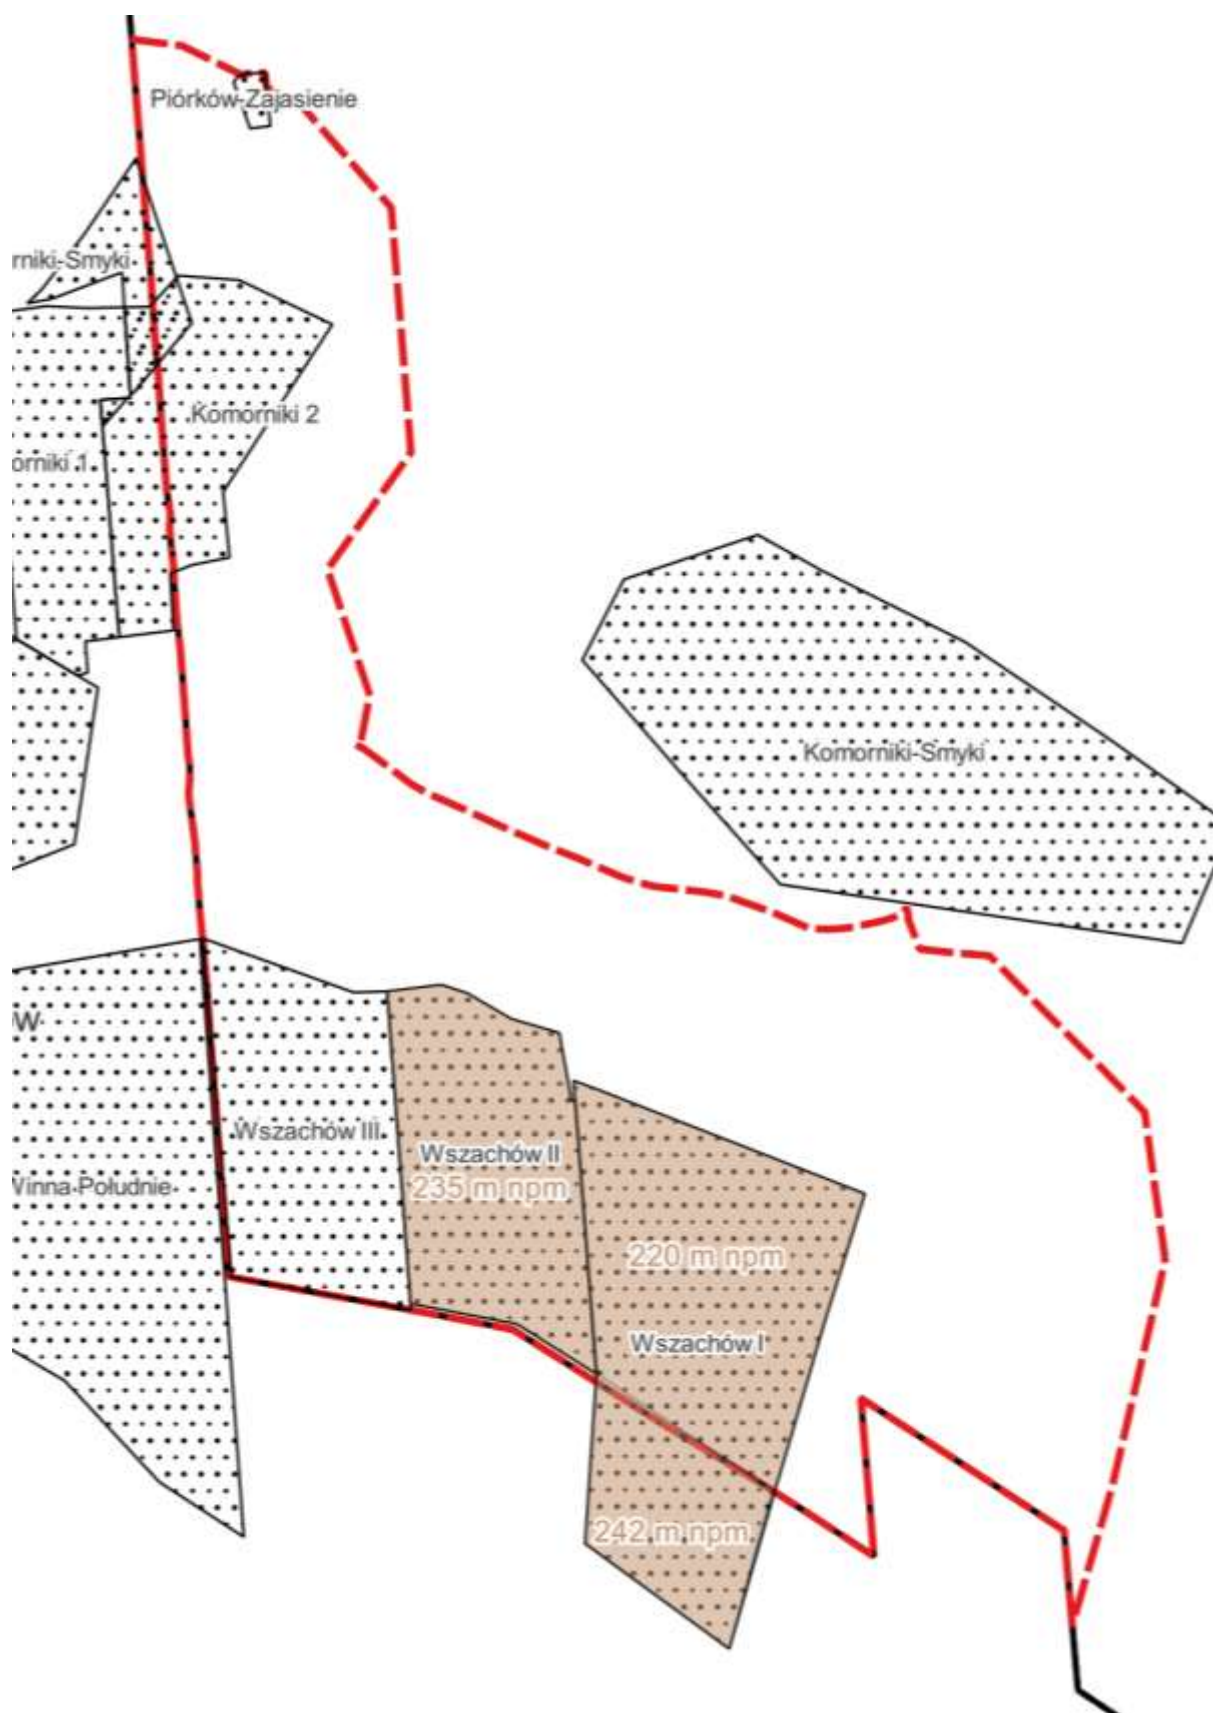 Piórków-Zajasienie
rniki-Smyki
Komorniki 2
orniki 1
Komorniki-Smyki
W
Wszachów III
Wszachów II
235 m npm
Winna Południe
220 m npm
Wszachów I
242 m npm